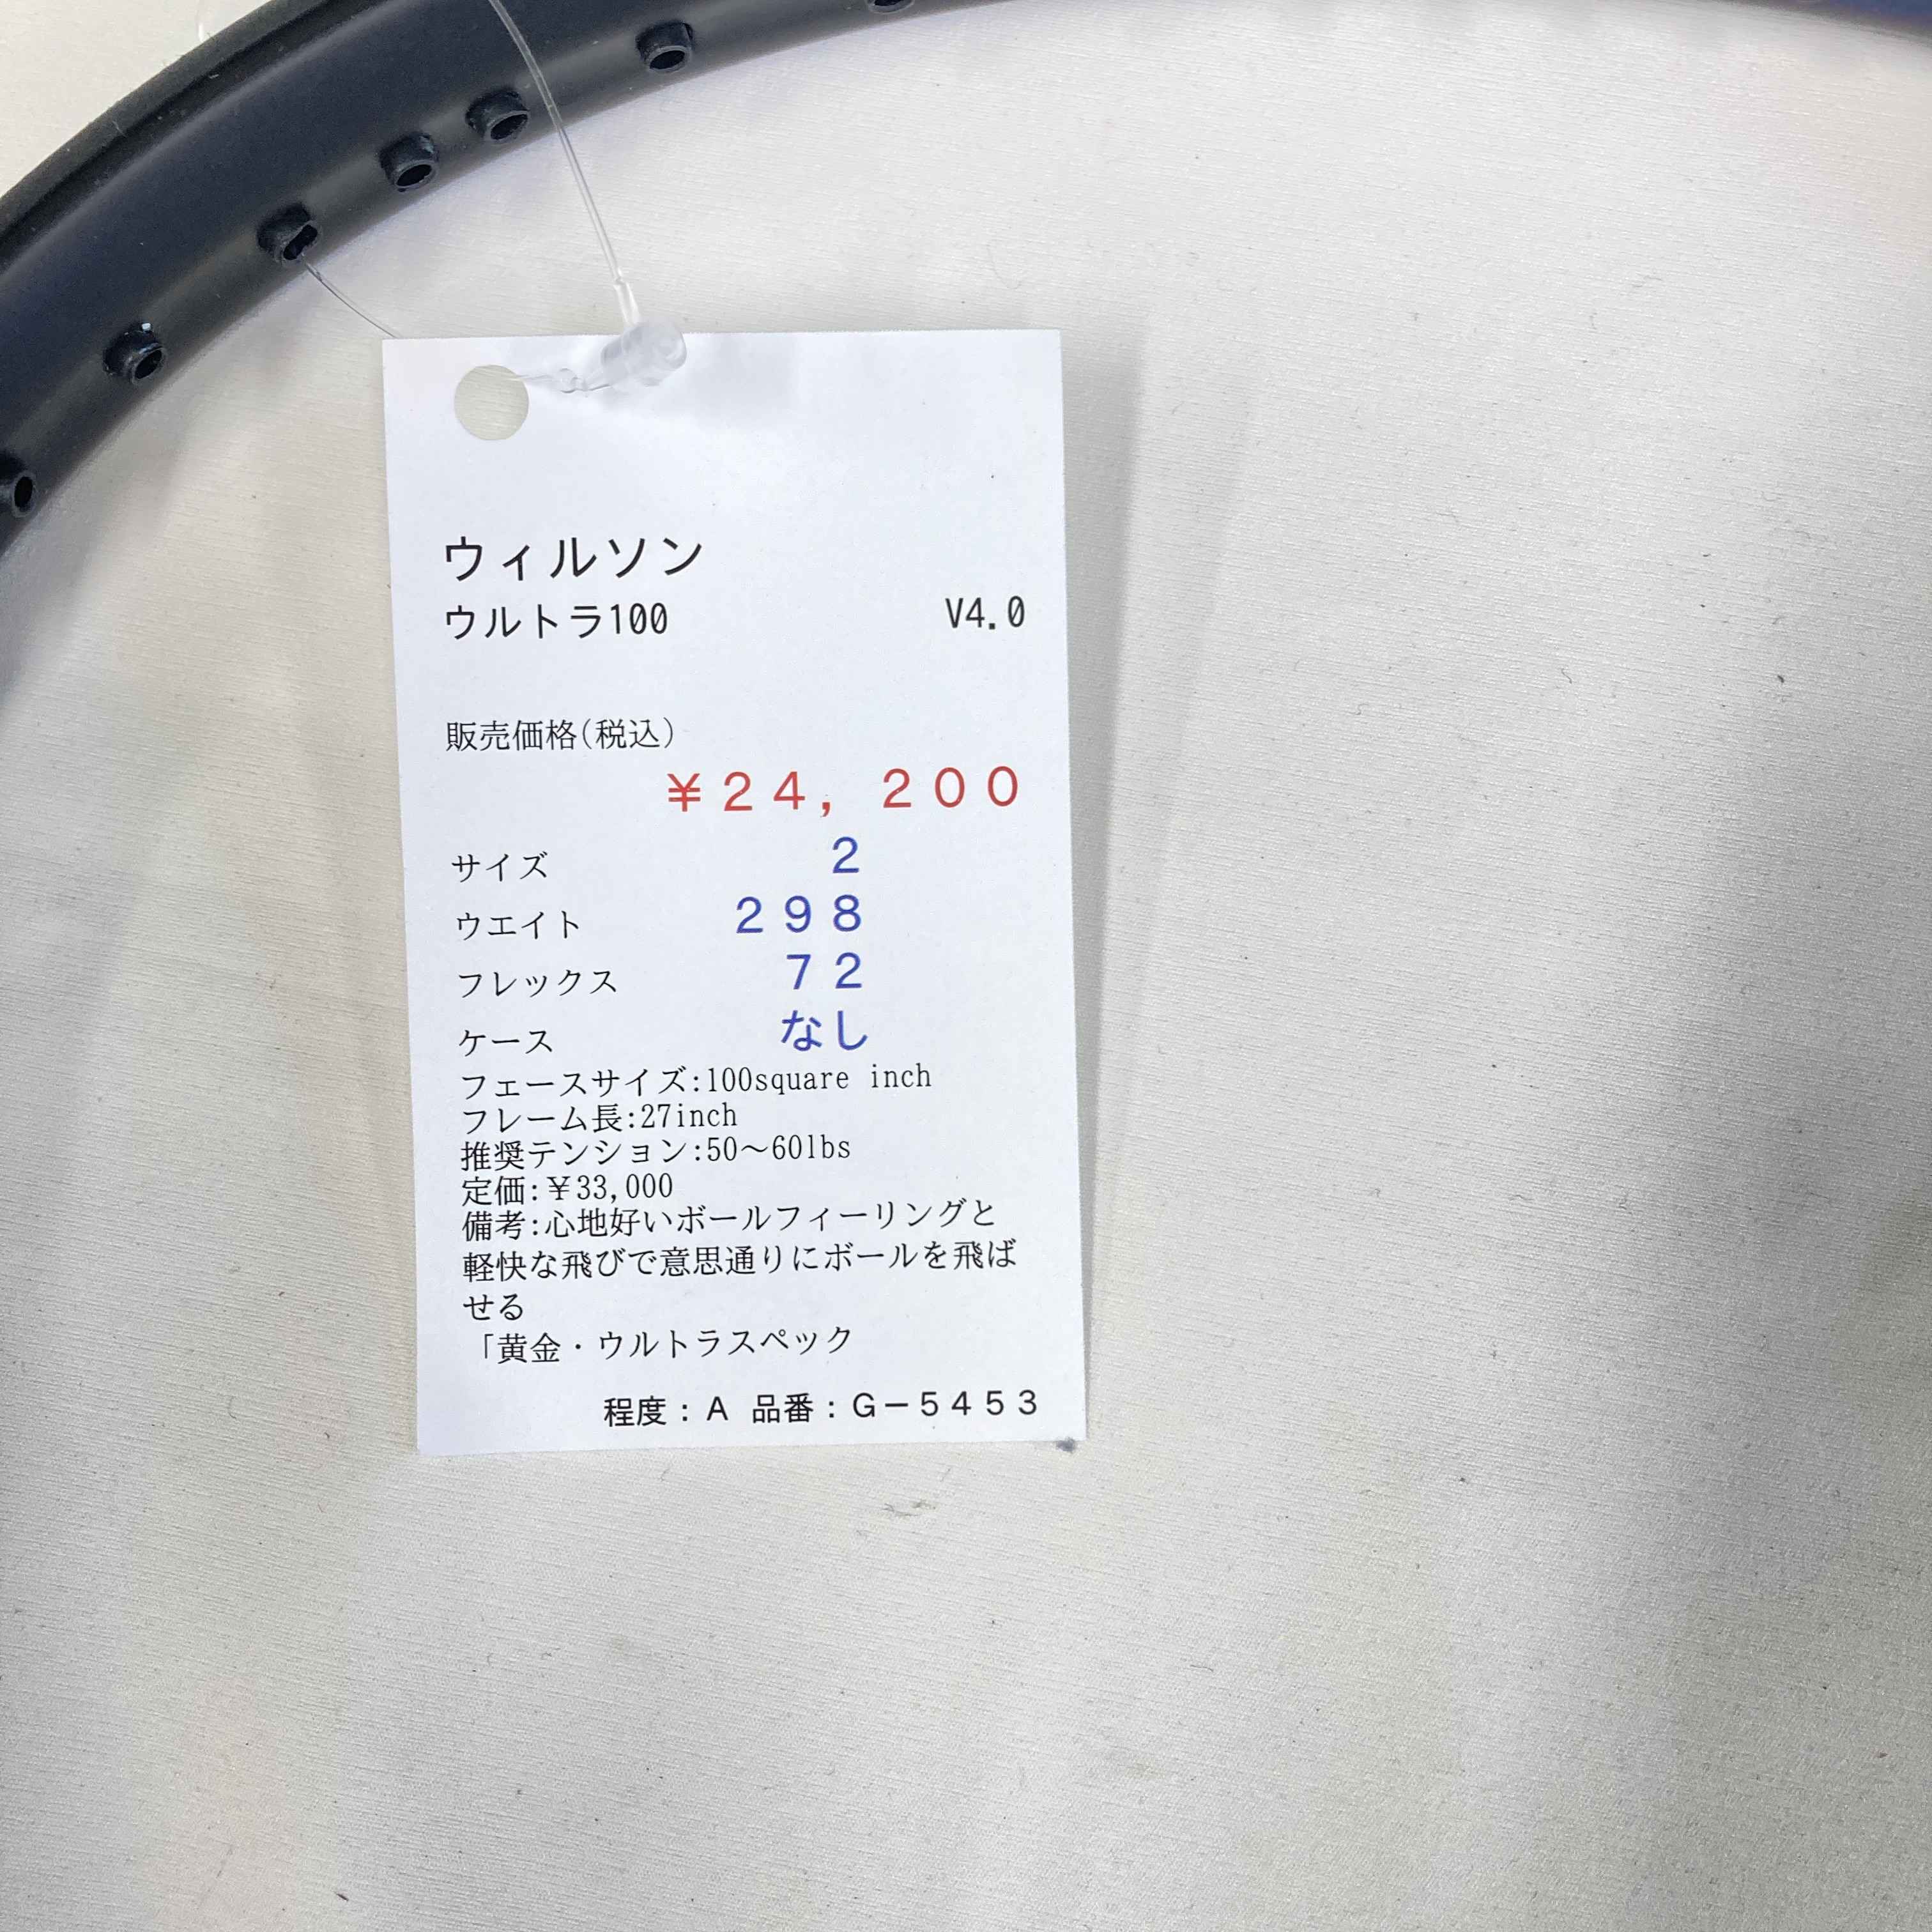 ウィルソン
ウルトラ100 V4.0
販売価格(税込)
￥２４，２００
サイズ ２
ウエイト ２９８
フレックス ７２
ケース なし
フェースサイズ:100square inch
フレーム長:27inch
推奨テンション:50～60lbs
定価:￥33,000
備考:心地好いボールフィーリングと
軽快な飛びで意思通りにボールを飛ば
せる
「黄金・ウルトラスペック
程度：Ａ 品番：Ｇ－５４５３